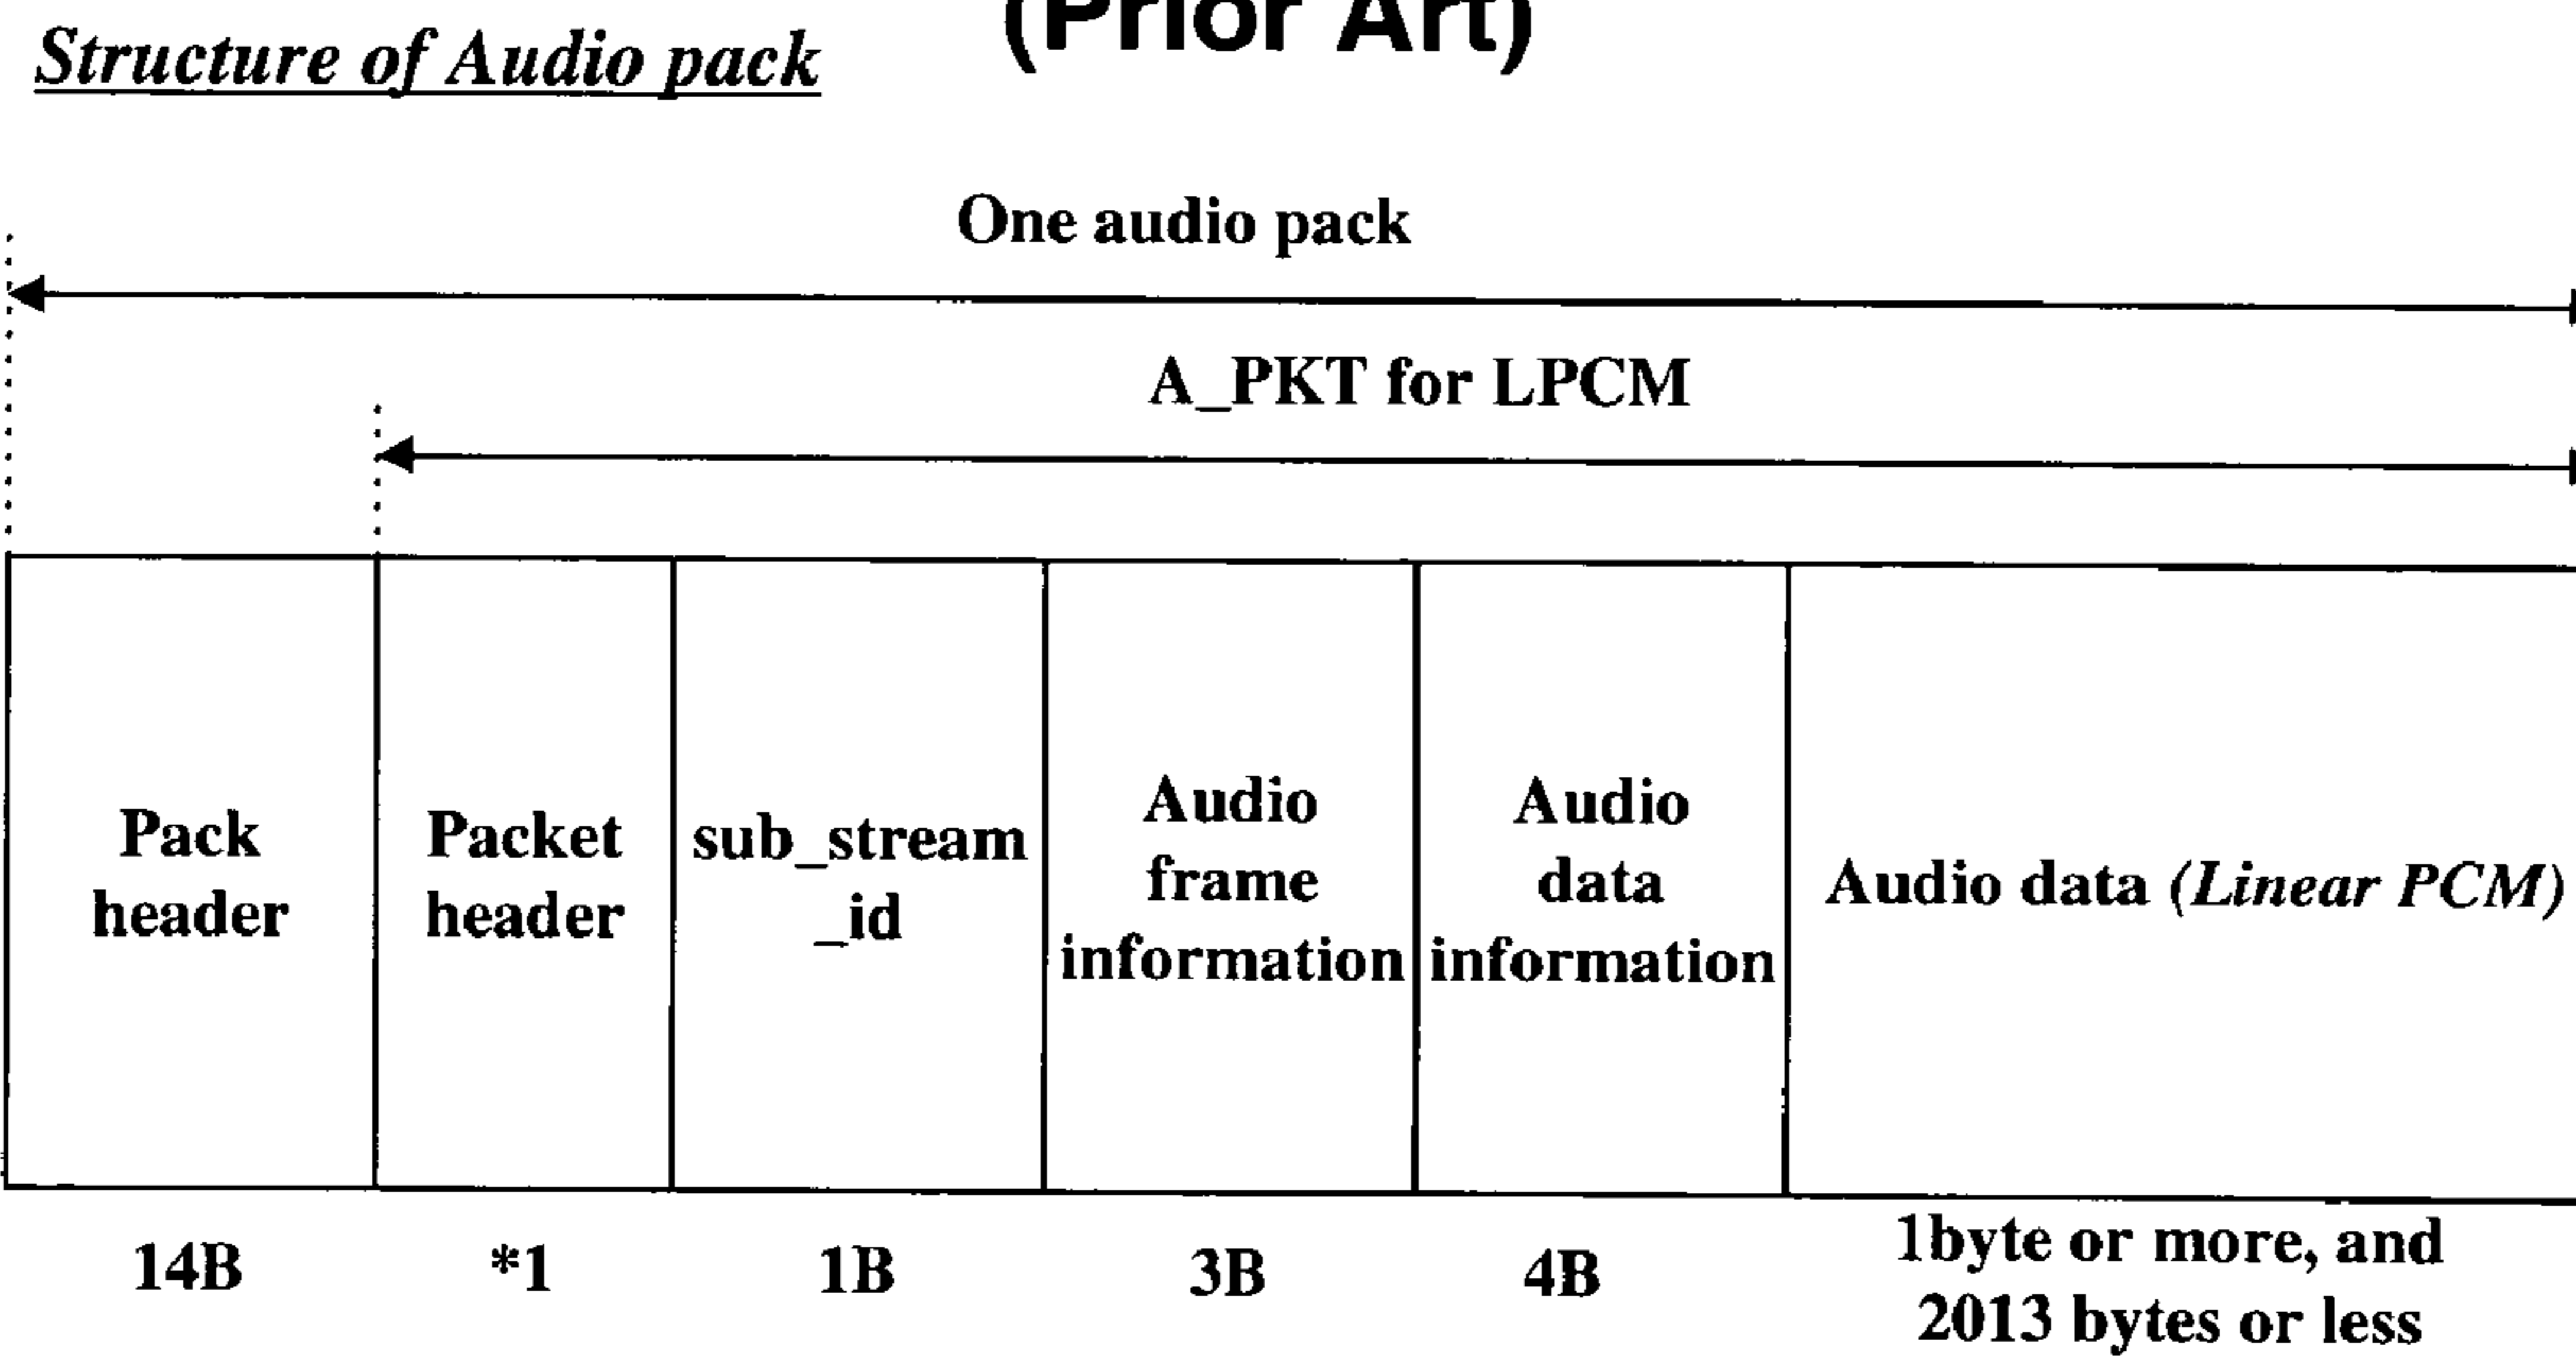 (Prior Art)
Structure of Audio pack
One audio pack
A_PKT for LPCM
Pack
header
Packet
header
sub_stream
_id
Audio
frame
information
Audio
data
information
Audio data (Linear PCM)
14B
*1
1B
3B
4B
1byte or more, and
2013 bytes or less